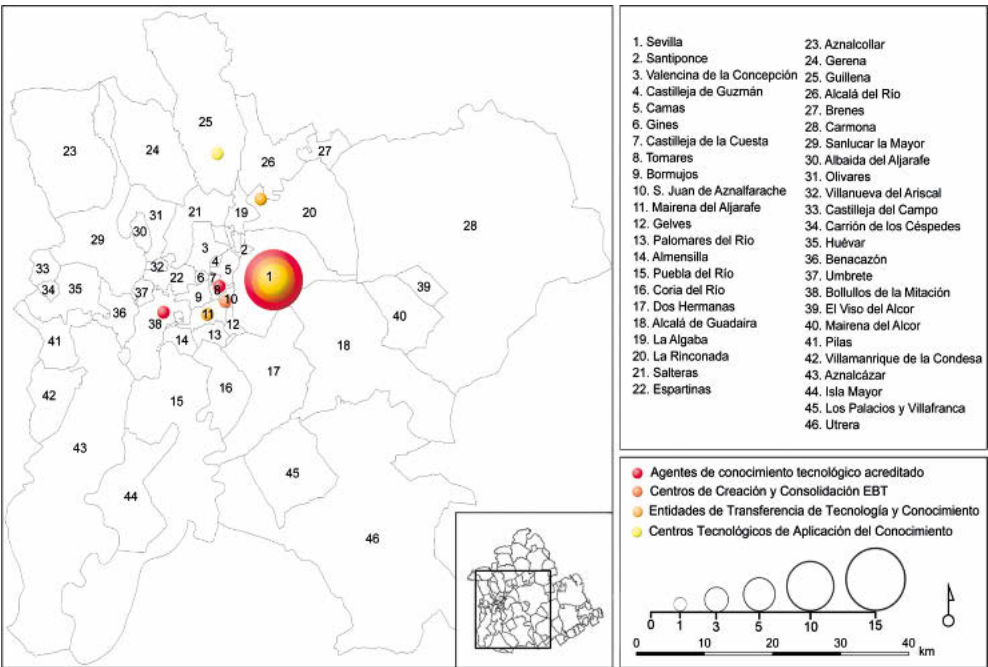 1. Sevilla
2. Santiponce
3. Valencina de la Concepción
4. Castilleja de Guzmán
5. Camas
6. Gines
7. Castilleja de la Cuesta
8. Tomares
9. Bormujos
10. S. Juan de Aznalfarache
11. Mairena del Aljarafe
12. Gelves
13. Palomares del Río
14. Almensilla
15. Puebla del Río
16. Coria del Río
17. Dos Hermanas
18. Alcalá de Guadaira
19. La Algaba
20. La Rinconada
21. Salteras
22. Espartinas
23. Aznalcollar
24. Gerena
25. Guillena
26. Alcalá del Río
27. Brenes
28. Carmona
29. Sanlucar la Mayor
30. Albaida del Aljarafe
31. Olivares
32. Villanueva del Ariscal
33. Castilleja del Campo
34. Carrión de los Céspedes
35. Huévar
36. Benacazón
37. Umbrete
38. Bollullos de la Mitación
39. El Viso del Alcor
40. Mairena del Alcor
41. Pilas
42. Villamanrique de la Condesa
43. Aznalcázar
44. Isla Mayor
45. Los Palacios y Villafranca
46. Utrera
25
23
24
26
27
31
21
19
20
30
28
29
3
2
4
5
1
33
32
22
6
7
34
35
37
8
9
10
39
36
38
11
12
40
41
14
13
18
17
16
42
15
43
45
44
46
Agentes de conocimiento tecnológico acreditado
Centros de Creación y Consolidación EBT
Entidades de Transferencia de Tecnología y Conocimiento
Centros Tecnológicos de Aplicación del Conocimiento
0 1 3 5 10 15
0 10 20 30 40 km